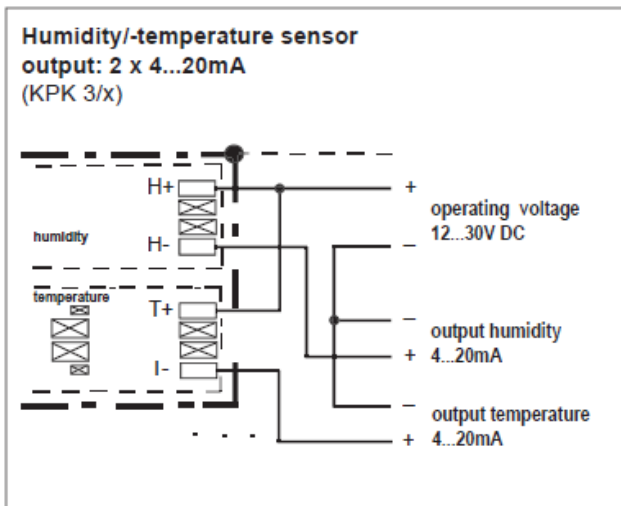 Humidity/-temperature sensor
output: 2 x 4...20mA
(KPK 3/x)
H+
+
operating voltage
12...30V DC
humidity
H-
–
temperature
T+
–
output humidity
+
4...20mA
I-
–
output temperature
+
4...20mA